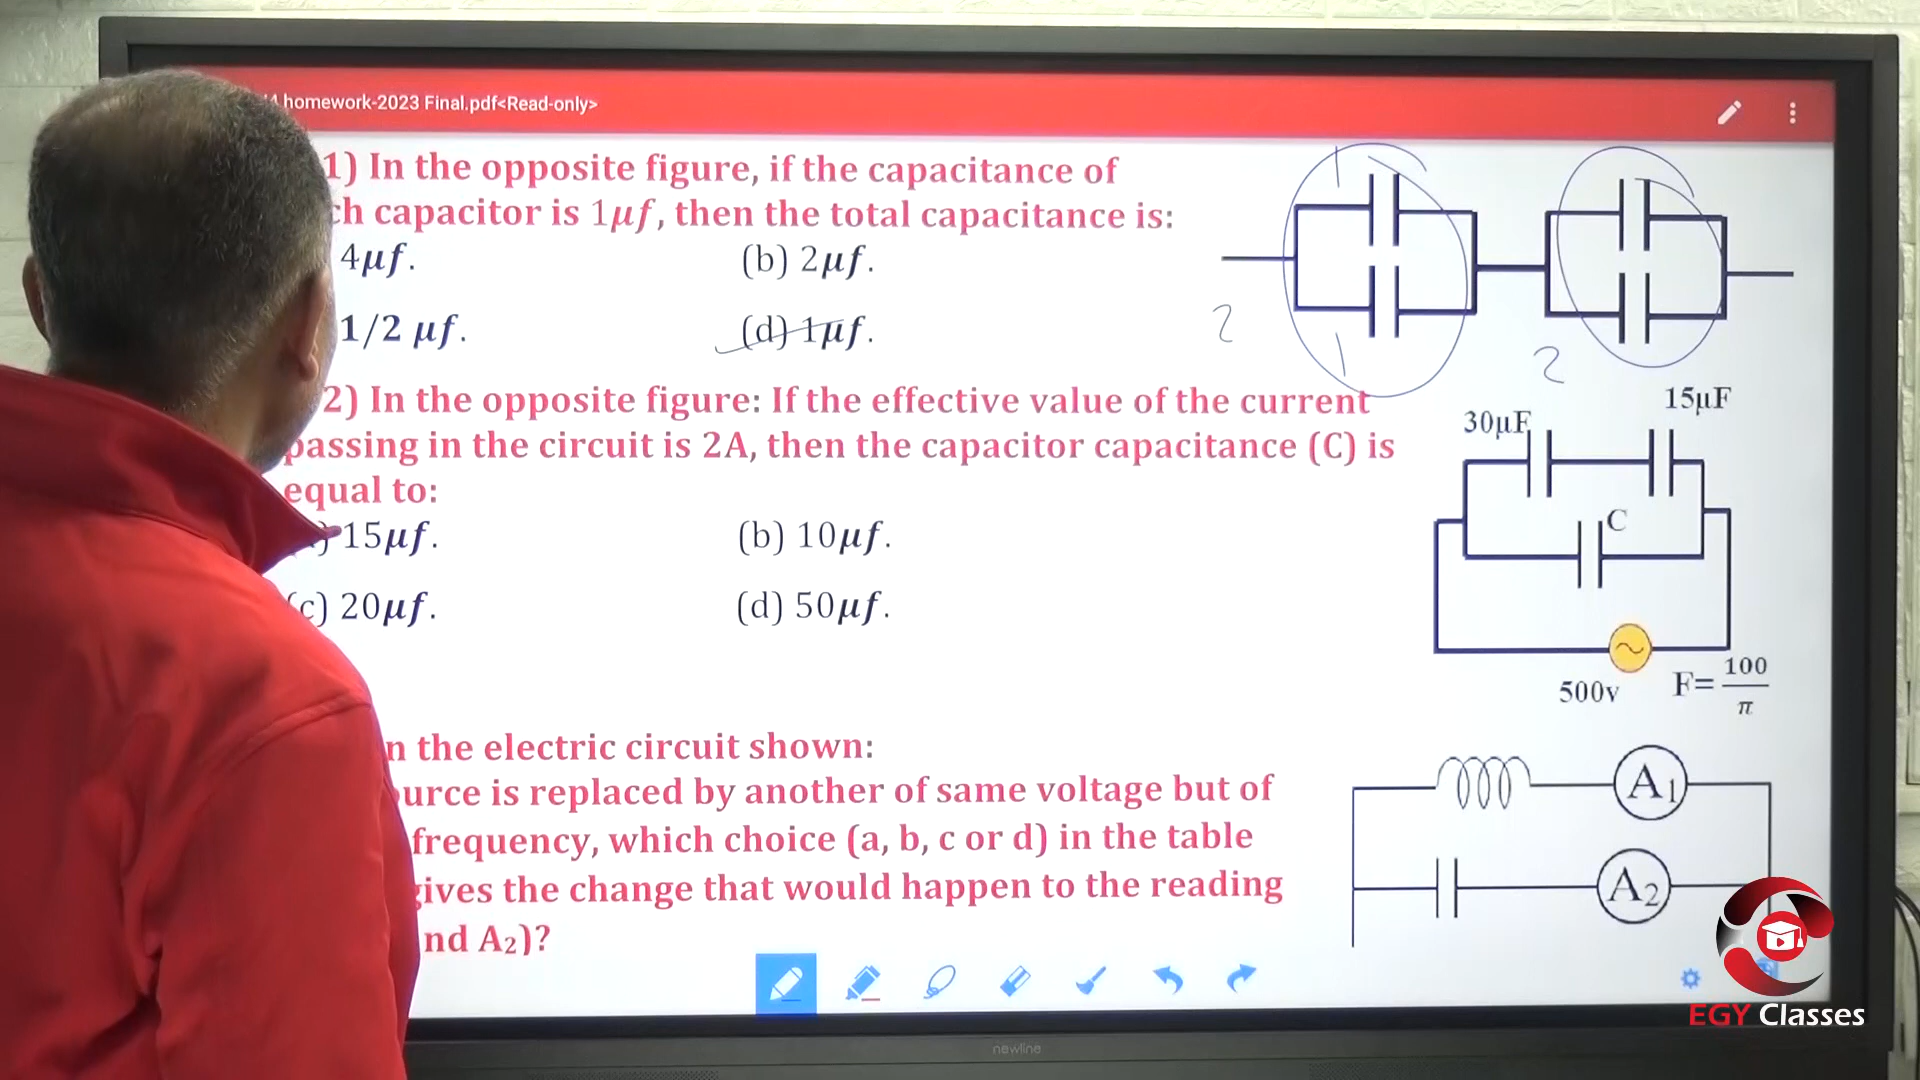 homework-2023 Final.pdf<Read-only>
1) In the opposite figure, if the capacitance of
ch capacitor is 1μf, then the total capacitance is:
4μf.
(b) 2μf.
1/2 μf.
(d) 1μf.
1
1
2
2
2) In the opposite figure: If the effective value of the current
passing in the circuit is 2A, then the capacitor capacitance (C) is
equal to:
) 15μf.
(b) 10μf.
(c) 20μf.
(d) 50μf.
30μF
15μF
C
500v
F= 100/π
n the electric circuit shown:
urce is replaced by another of same voltage but of
frequency, which choice (a, b, c or d) in the table
gives the change that would happen to the reading
nd A₂)?
A₁
A₂
EGY Classes
newline